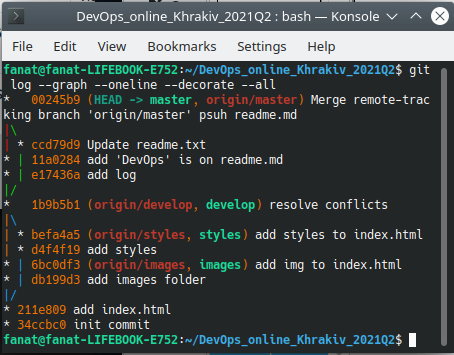 DevOps_online_Khrakiv_2021Q2 : bash — Konsole
File Edit View Bookmarks Settings Help
fanat@fanat-LIFEBOOK-E752:~/DevOps_online_Khrakiv_2021Q2$ git
 log --graph --oneline --decorate --all
*   00245b9 (HEAD -> master, origin/master) Merge remote-trac
king branch 'origin/master' psuh readme.md
|\
| * ccd79d9 Update readme.txt
* | 11a0284 add 'DevOps' is on readme.md
* | e17436a add log
|/
*   1b9b5b1 (origin/develop, develop) resolve conflicts
|\
| * befa4a5 (origin/styles, styles) add styles to index.html
| * d4f4f19 add styles
* | 6bc0df3 (origin/images, images) add img to index.html
* | db199d3 add images folder
|/
* 211e809 add index.html
* 34ccbc0 init commit
fanat@fanat-LIFEBOOK-E752:~/DevOps_online_Khrakiv_2021Q2$